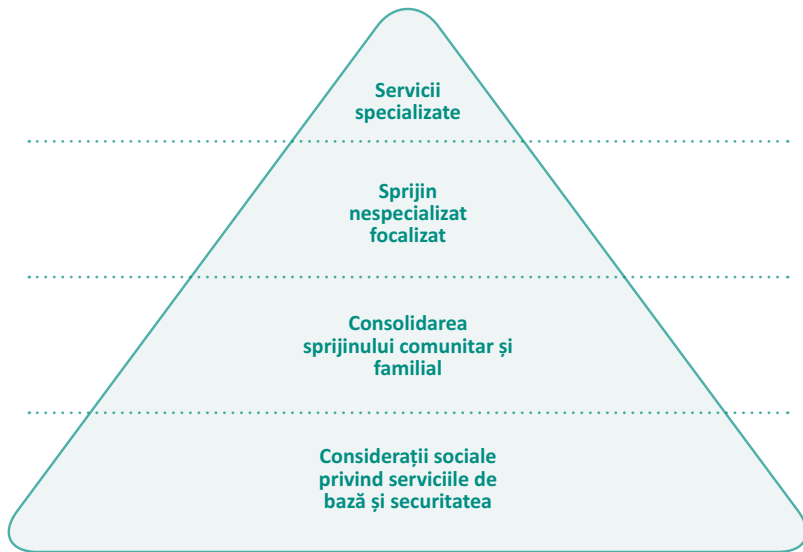 Servicii
specializate
Sprijin
nespecializat
focalizat
Consolidarea
sprijinului comunitar și
familial
Considerații sociale
privind serviciile de
bază și securitatea